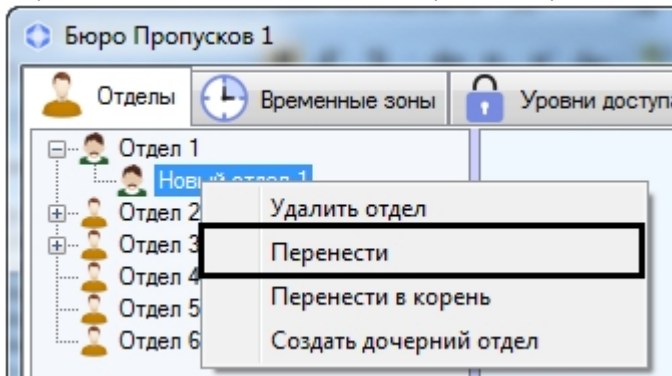 Бюро Пропусков 1
Отделы Временные зоны Уровни доступа
Отдел 1
Новый отдел 1
Отдел 2
Отдел 3
Отдел 4
Отдел 5
Отдел 6
Удалить отдел
Перенести
Перенести в корень
Создать дочерний отдел